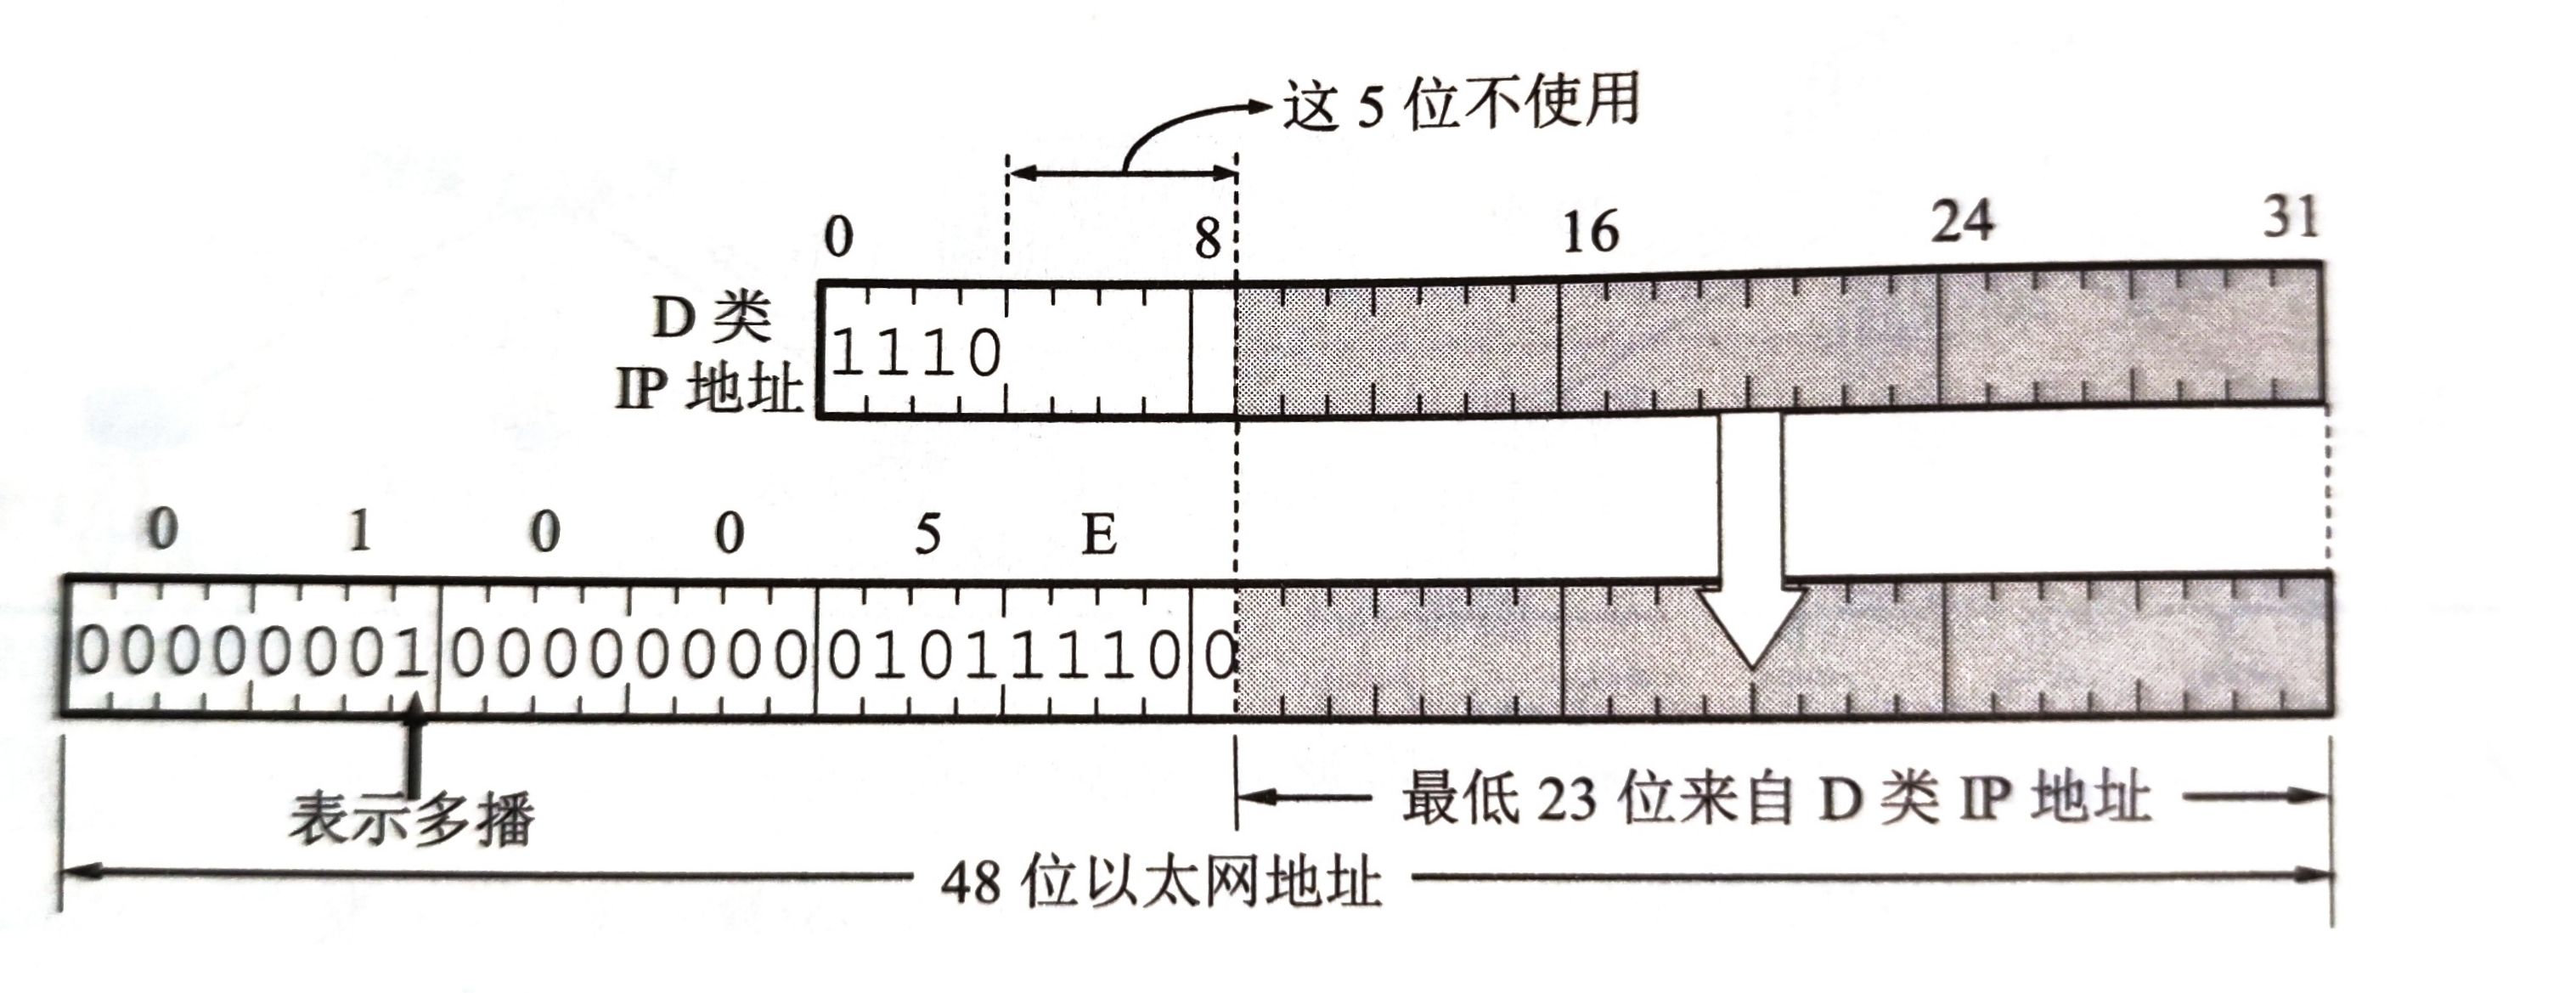 这 5 位不使用
0 8 16 24 31
D 类
IP 地址
1110
0 1 0 0 5 E
00000001 00000000 01011110 0
表示多播
最低 23 位来自 D 类 IP 地址
48 位以太网地址